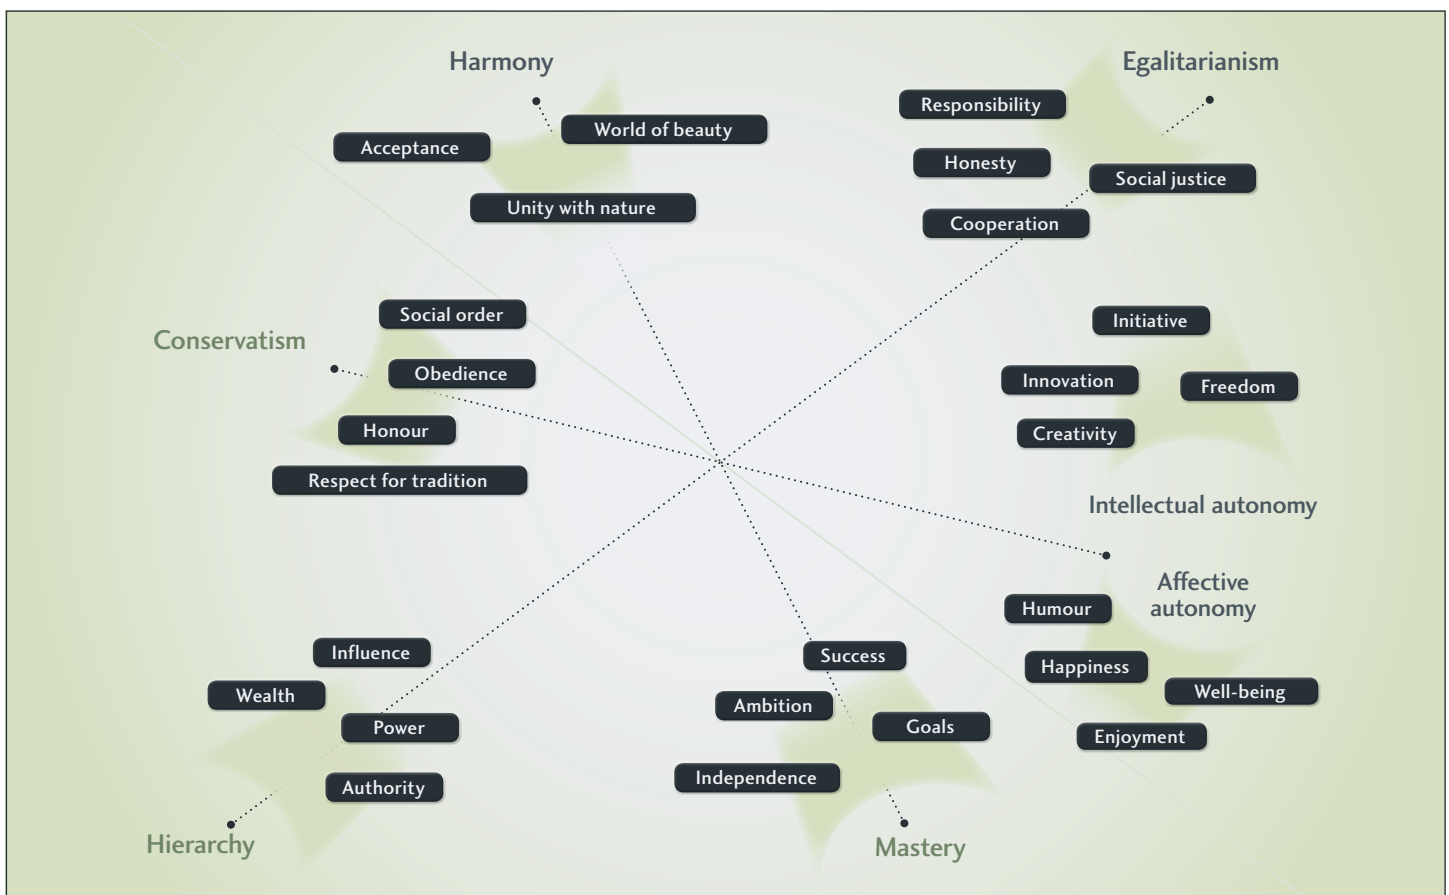 Harmony
Acceptance
World of beauty
Unity with nature
Egalitarianism
Responsibility
Honesty
Social justice
Cooperation
Conservatism
Social order
Obedience
Honour
Respect for tradition
Initiative
Innovation
Freedom
Creativity
Intellectual autonomy
Affective
autonomy
Humour
Happiness
Well-being
Enjoyment
Influence
Wealth
Power
Authority
Hierarchy
Success
Ambition
Goals
Independence
Mastery